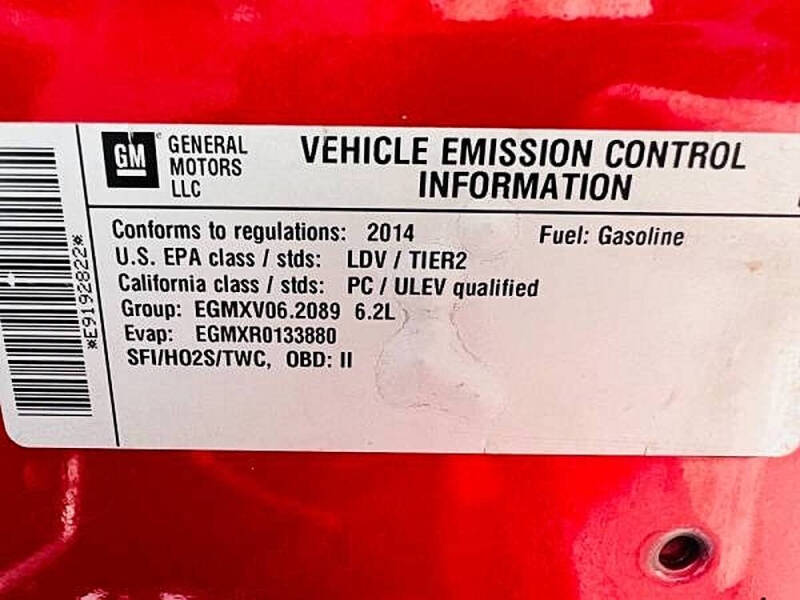 GM GENERAL MOTORS LLC
VEHICLE EMISSION CONTROL
INFORMATION
Conforms to regulations: 2014 Fuel: Gasoline
U.S. EPA class / stds: LDV / TIER2
California class / stds: PC / ULEV qualified
Group: EGMXV06.2089 6.2L
Evap: EGMXR0133880
SFI/HO2S/TWC, OBD: II
*E9192822*